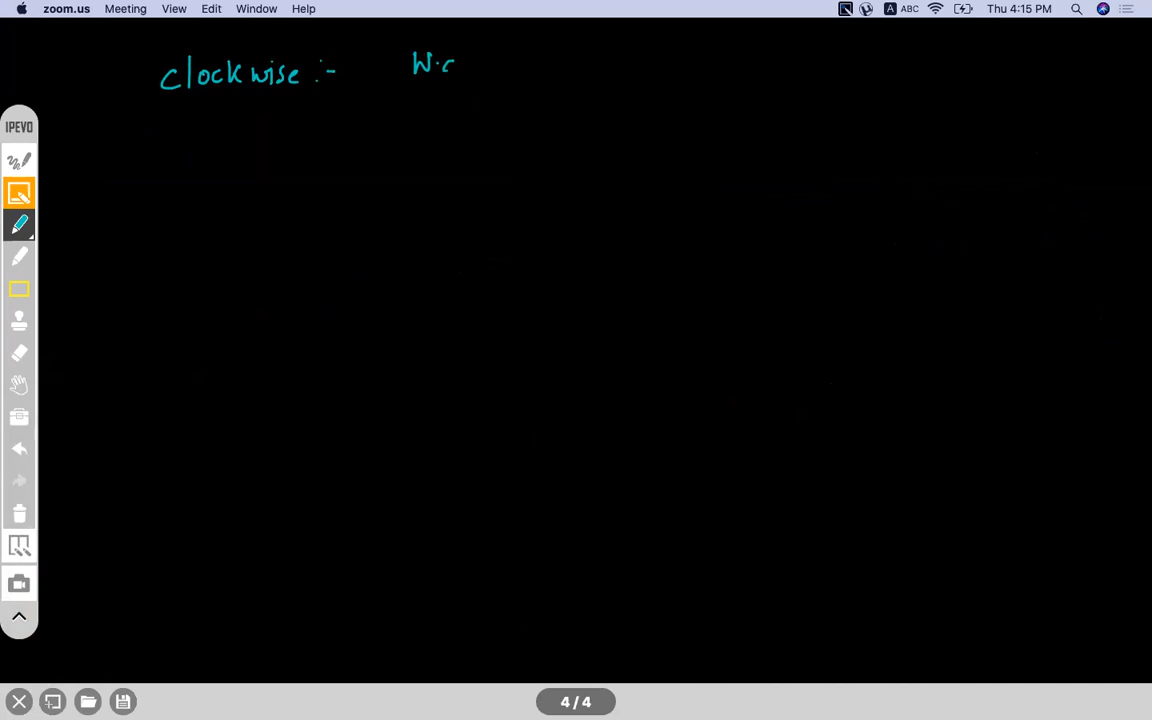 zoom.us Meeting View Edit Window Help A ABC Thu 4:15 PM
Clockwise :- W.c
IPEVO
4 / 4